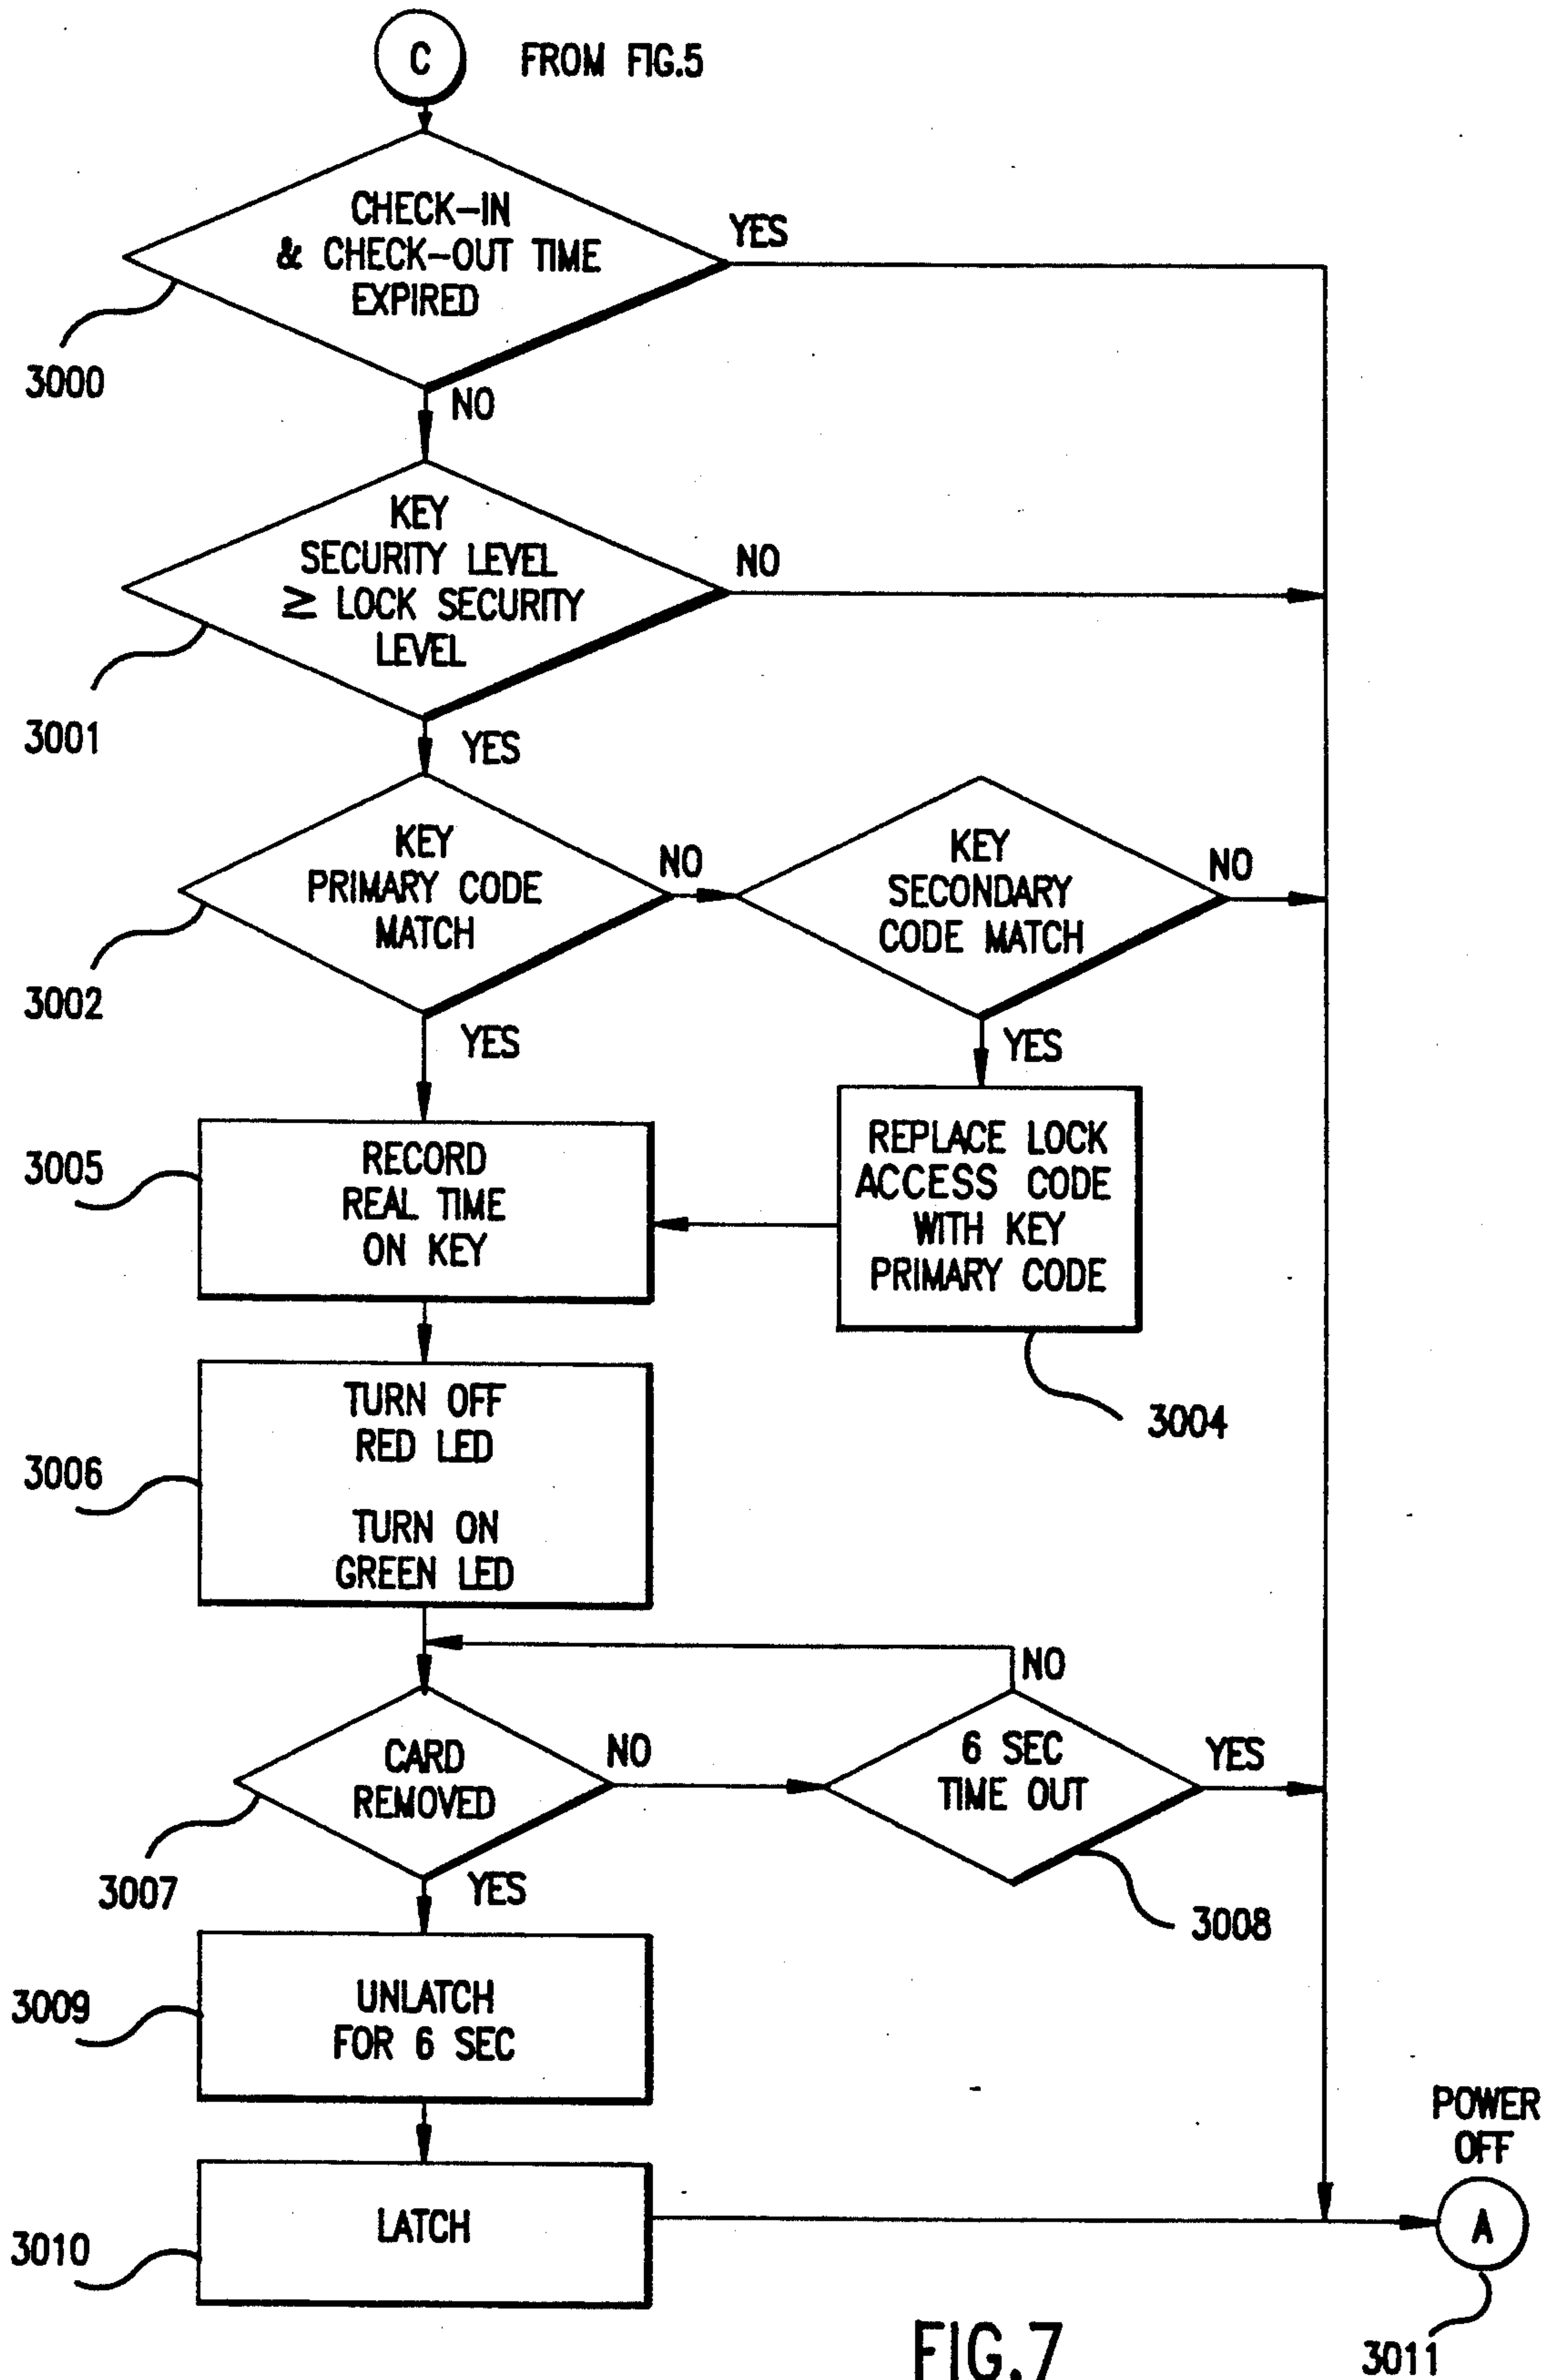 C
FROM FIG.5
CHECK-IN
& CHECK-OUT TIME
EXPIRED
YES
3000
NO
KEY
SECURITY LEVEL
≥ LOCK SECURITY
LEVEL
NO
3001
YES
KEY
PRIMARY CODE
MATCH
NO
3002
KEY
SECONDARY
CODE MATCH
NO
YES
YES
RECORD
REAL TIME
ON KEY
3005
REPLACE LOCK
ACCESS CODE
WITH KEY
PRIMARY CODE
3004
TURN OFF
RED LED
TURN ON
GREEN LED
3006
NO
CARD
REMOVED
NO
3007
6 SEC
TIME OUT
YES
3008
YES
UNLATCH
FOR 6 SEC
3009
LATCH
3010
POWER
OFF
A
3011
FIG.7